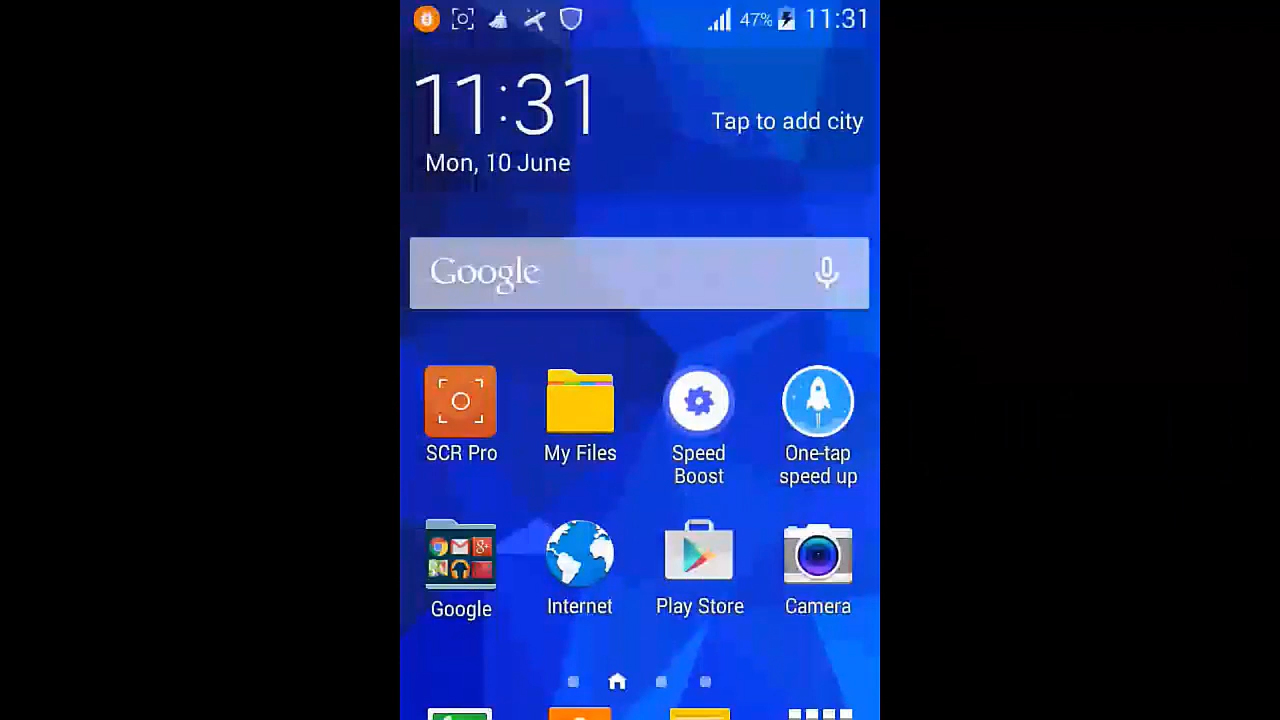 47% 11:31
11:31
Tap to add city
Mon, 10 June
Google
SCR Pro
My Files
Speed
Boost
One-tap
speed up
Google
Internet
Play Store
Camera